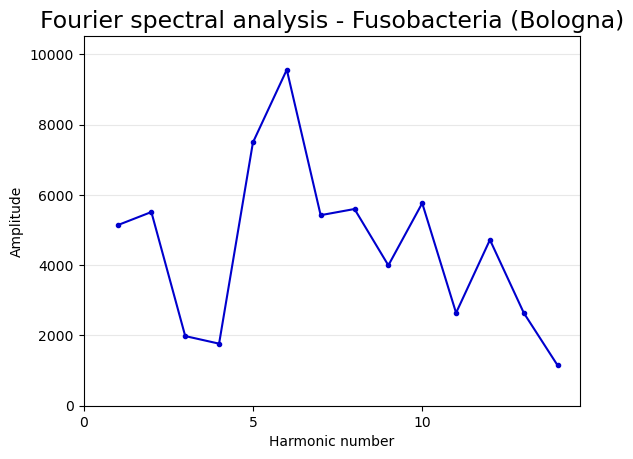 Fourier spectral analysis - Fusobacteria (Bologna)
10000
8000
6000
4000
2000
0
Amplitude
0 5 10
Harmonic number